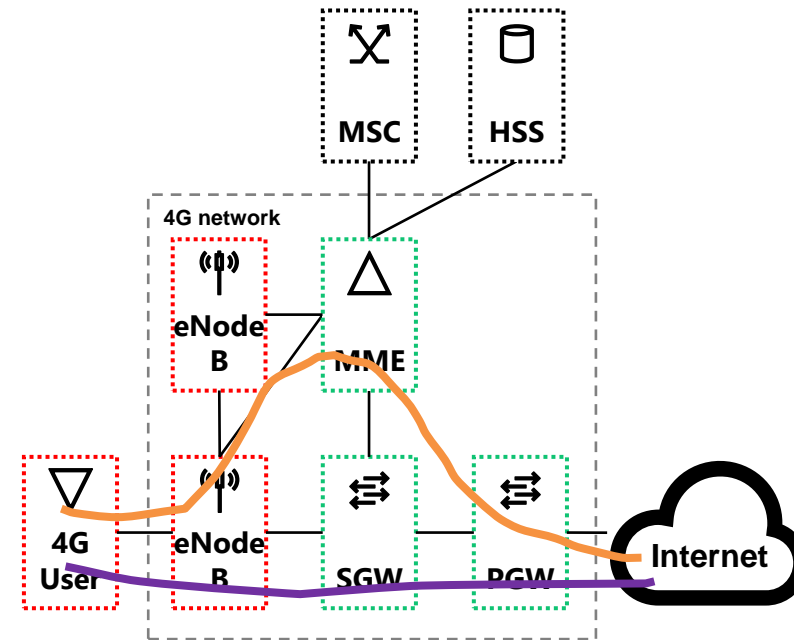 MSC
HSS
4G network
eNode
B
MME
4G
User
eNode
B
SGW
PGW
Internet